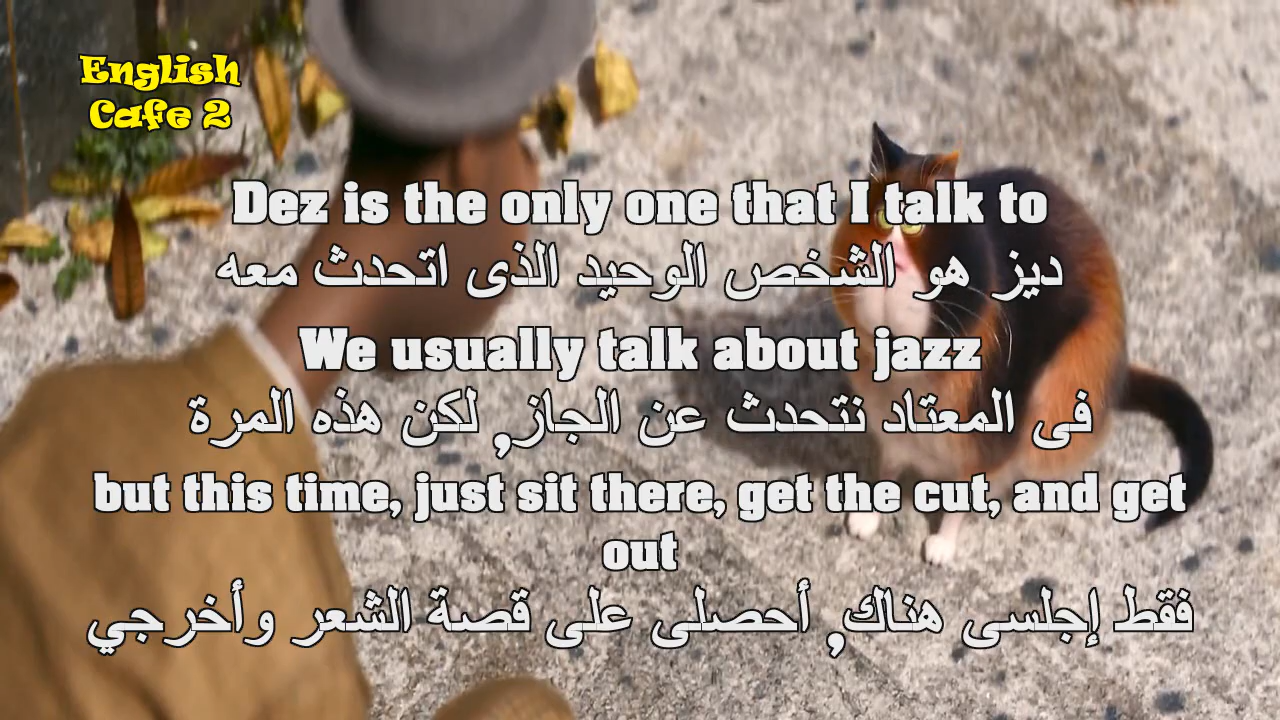 English
Cafe 2
Dez is the only one that I talk to
ديز هو الشخص الوحيد الذى اتحدث معه
We usually talk about jazz
فى المعتاد نتحدث عن الجاز, لكن هذه المرة
but this time, just sit there, get the cut, and get
out
فقط إجلسى هناك, أحصلى على قصة الشعر وأخرجي